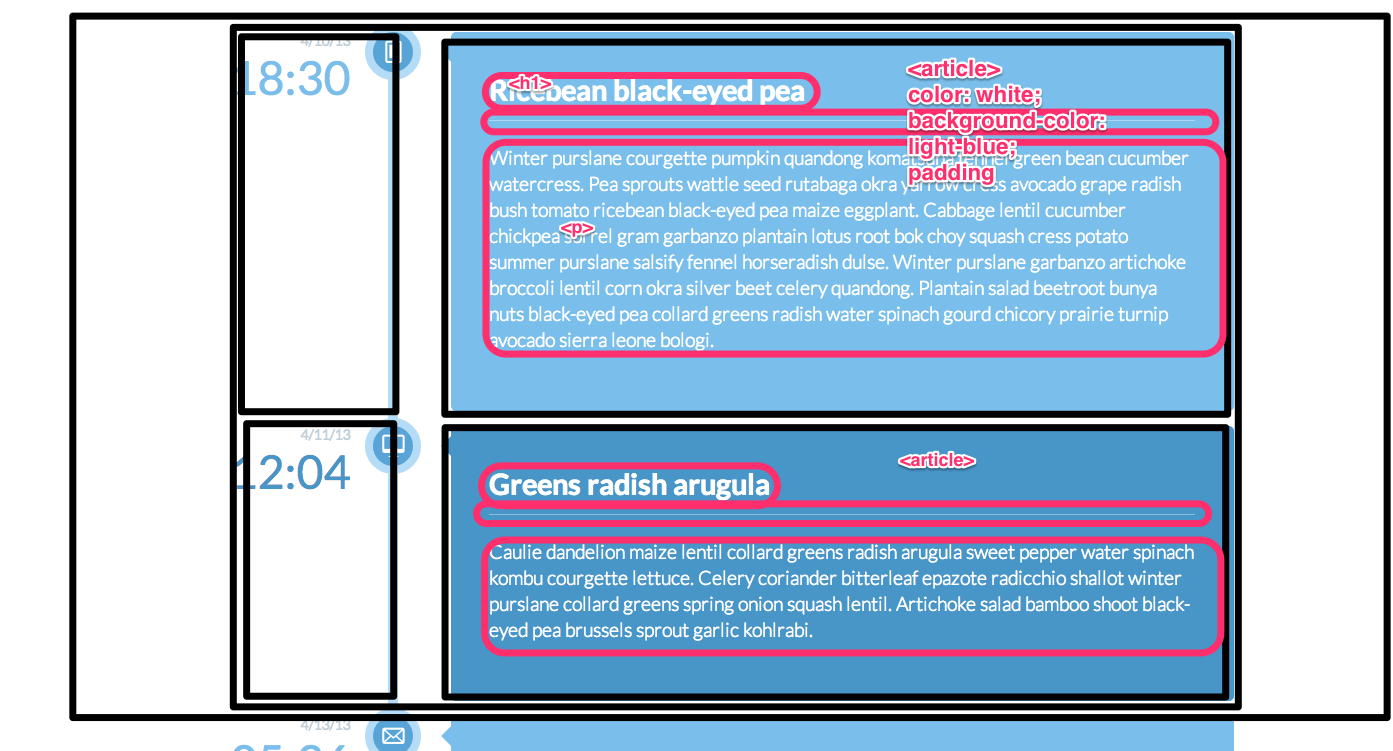 4/10/13
18:30
<h1>
Ricebean black-eyed pea
<article>
color: white;
background-color:
light-blue;
padding
Winter purslane courgette pumpkin quandong fennel green bean cucumber
watercress. Pea sprouts wattle seed rutabaga okra cress avocado grape radish
bush tomato ricebean black-eyed pea maize eggplant. Cabbage lentil cucumber
<p>
chickpea sorrel gram garbanzo plantain lotus root bok choy squash cress potato
summer purslane salsify fennel horseradish dulse. Winter purslane garbanzo artichoke
broccoli lentil corn okra silver beet celery quandong. Plantain salad beetroot bunya
nuts black-eyed pea collard greens radish water spinach gourd chicory prairie turnip
avocado sierra leone bologi.
4/11/13
12:04
<article>
Greens radish arugula
Caulie dandelion maize lentil collard greens radish arugula sweet pepper water spinach
kombu courgette lettuce. Celery coriander bitterleaf epazote radicchio shallot winter
purslane collard greens spring onion squash lentil. Artichoke salad bamboo shoot black-
eyed pea brussels sprout garlic kohlrabi.
4/13/13